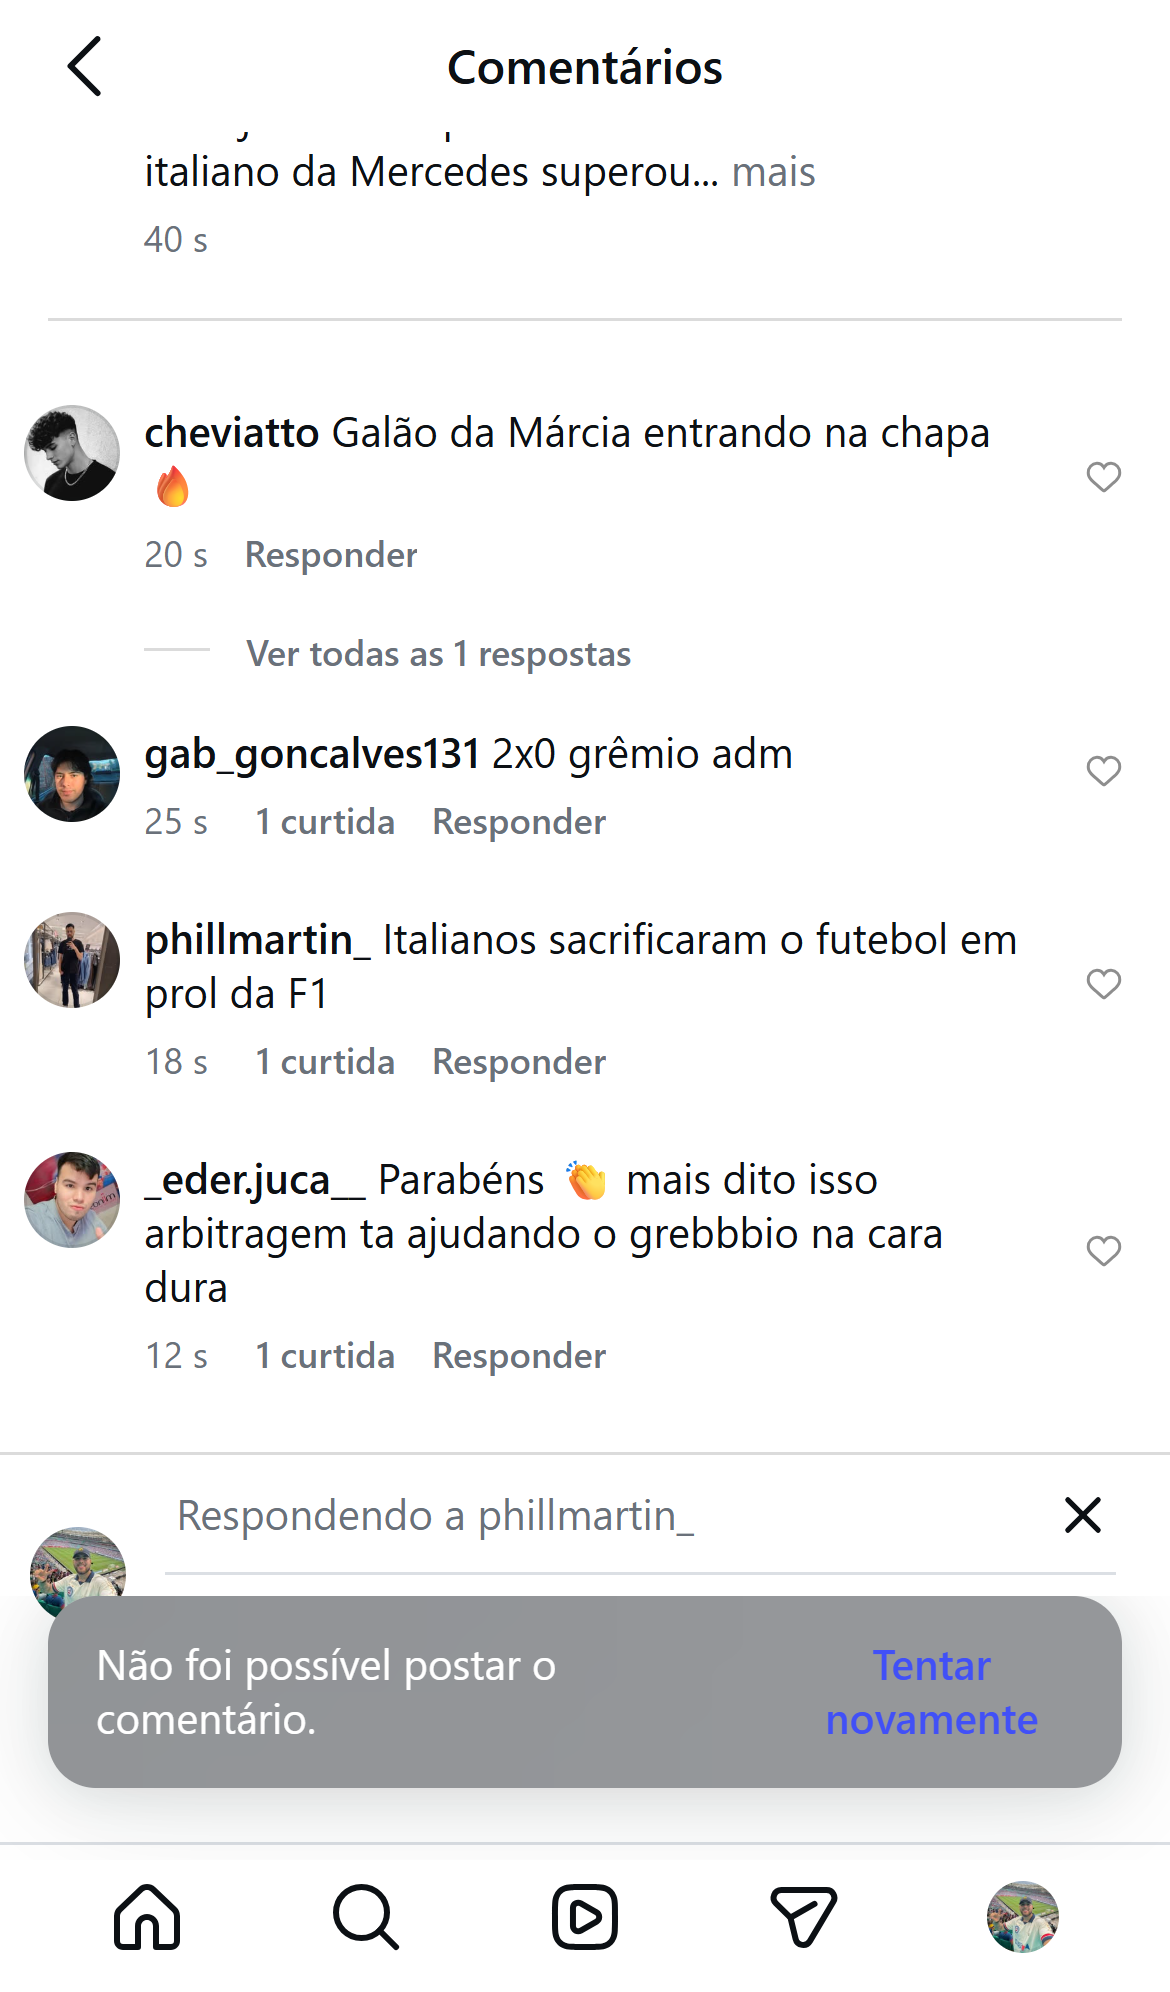 Comentários
italiano da Mercedes superou... mais
40 s
cheviatto Galão da Márcia entrando na chapa
🔥
20 s Responder
Ver todas as 1 respostas
gab_goncalves131 2x0 grêmio adm
25 s 1 curtida Responder
phillmartin_ Italianos sacrificaram o futebol em
prol da F1
18 s 1 curtida Responder
_eder.juca__ Parabéns 👏 mais dito isso
arbitragem ta ajudando o grebbbio na cara
dura
12 s 1 curtida Responder
Respondendo a phillmartin_
Não foi possível postar o
comentário.
Tentar
novamente